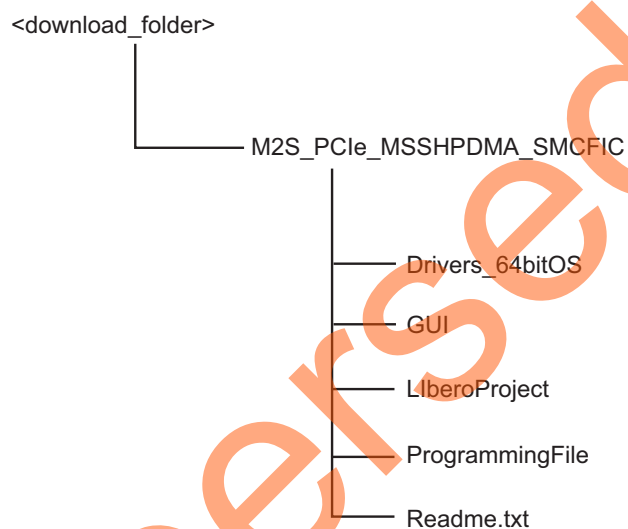 <download_folder>
M2S_PCIe_MSSHPDMA_SMCFIC
Drivers_64bitOS
GUI
LIberoProject
ProgrammingFile
Readme.txt